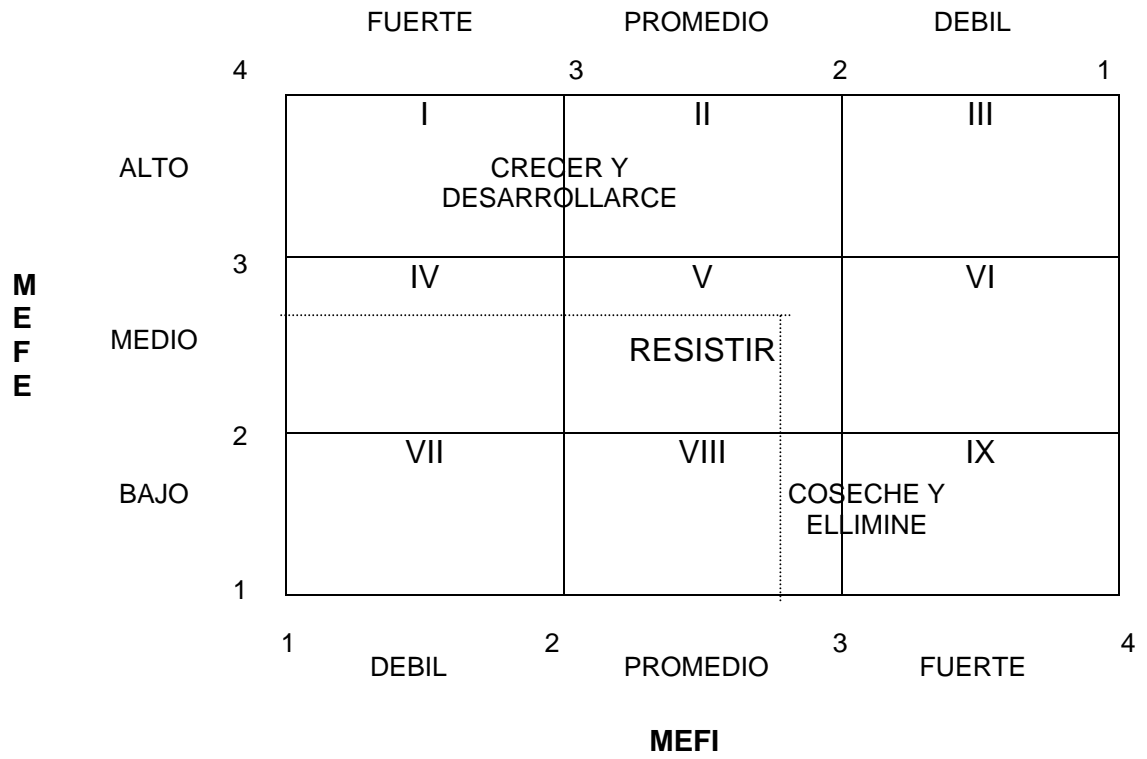 FUERTE PROMEDIO DEBIL
4 3 2 1
I II III
ALTO
CRECER Y
DESARROLLARCE
3
IV V VI
M
E
F
E
MEDIO
RESISTIR
2
VII VIII IX
BAJO
COSECHE Y
ELLIMINE
1
1 2 3 4
DEBIL PROMEDIO FUERTE
MEFI